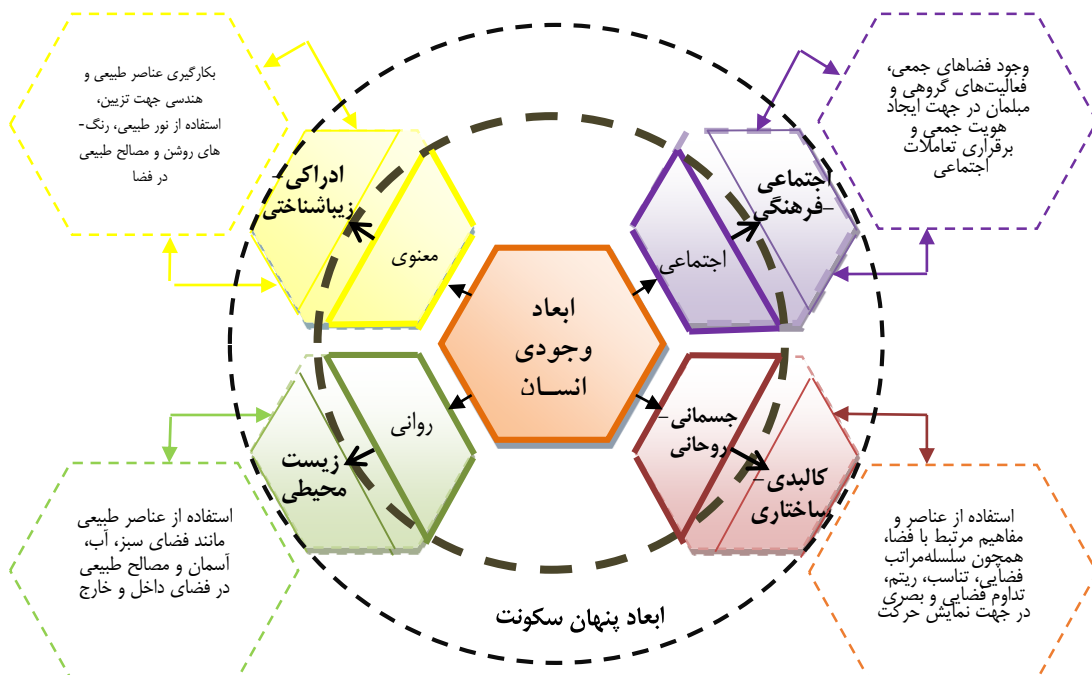 وجود فضاهای جمعی،
فعالیت‌های گروهی و
مبلمان در جهت ایجاد
هویت جمعی و
برقراری تعاملات
اجتماعی
بکارگیری عناصر طبیعی و
هندسی جهت تزیین،
استفاده از نور طبیعی، رنگ-
های روشن و مصالح طبیعی
در فضا
اجتماعی
–فرهنگی
اجتماعی
ادراکی–
زیباشناختی
معنوی
ابعاد
وجودی
انسان
جسمانی–
روحانی
کالبدی–
ساختاری
روانی
زیست
محیطی
استفاده از عناصر و
مفاهیم مرتبط با فضا،
همچون سلسله‌مراتب
فضایی، تناسب، ریتم،
تداوم فضایی و بصری
در جهت نمایش حرکت
استفاده از عناصر طبیعی
مانند فضای سبز، آب،
آسمان و مصالح طبیعی
در فضای داخل و خارج
ابعاد پنهان سکونت